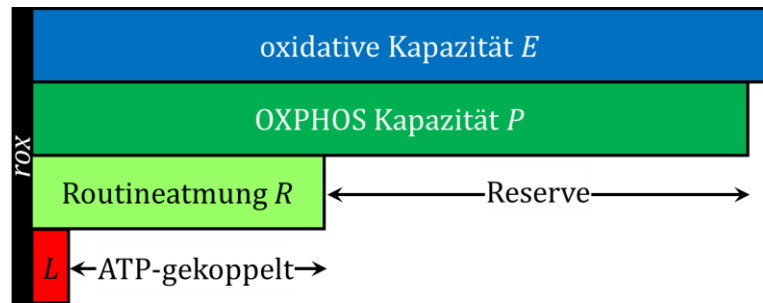 oxidative Kapazität E
OXPHOS Kapazität P
rox
Routineatmung R
Reserve
L
ATP-gekoppelt